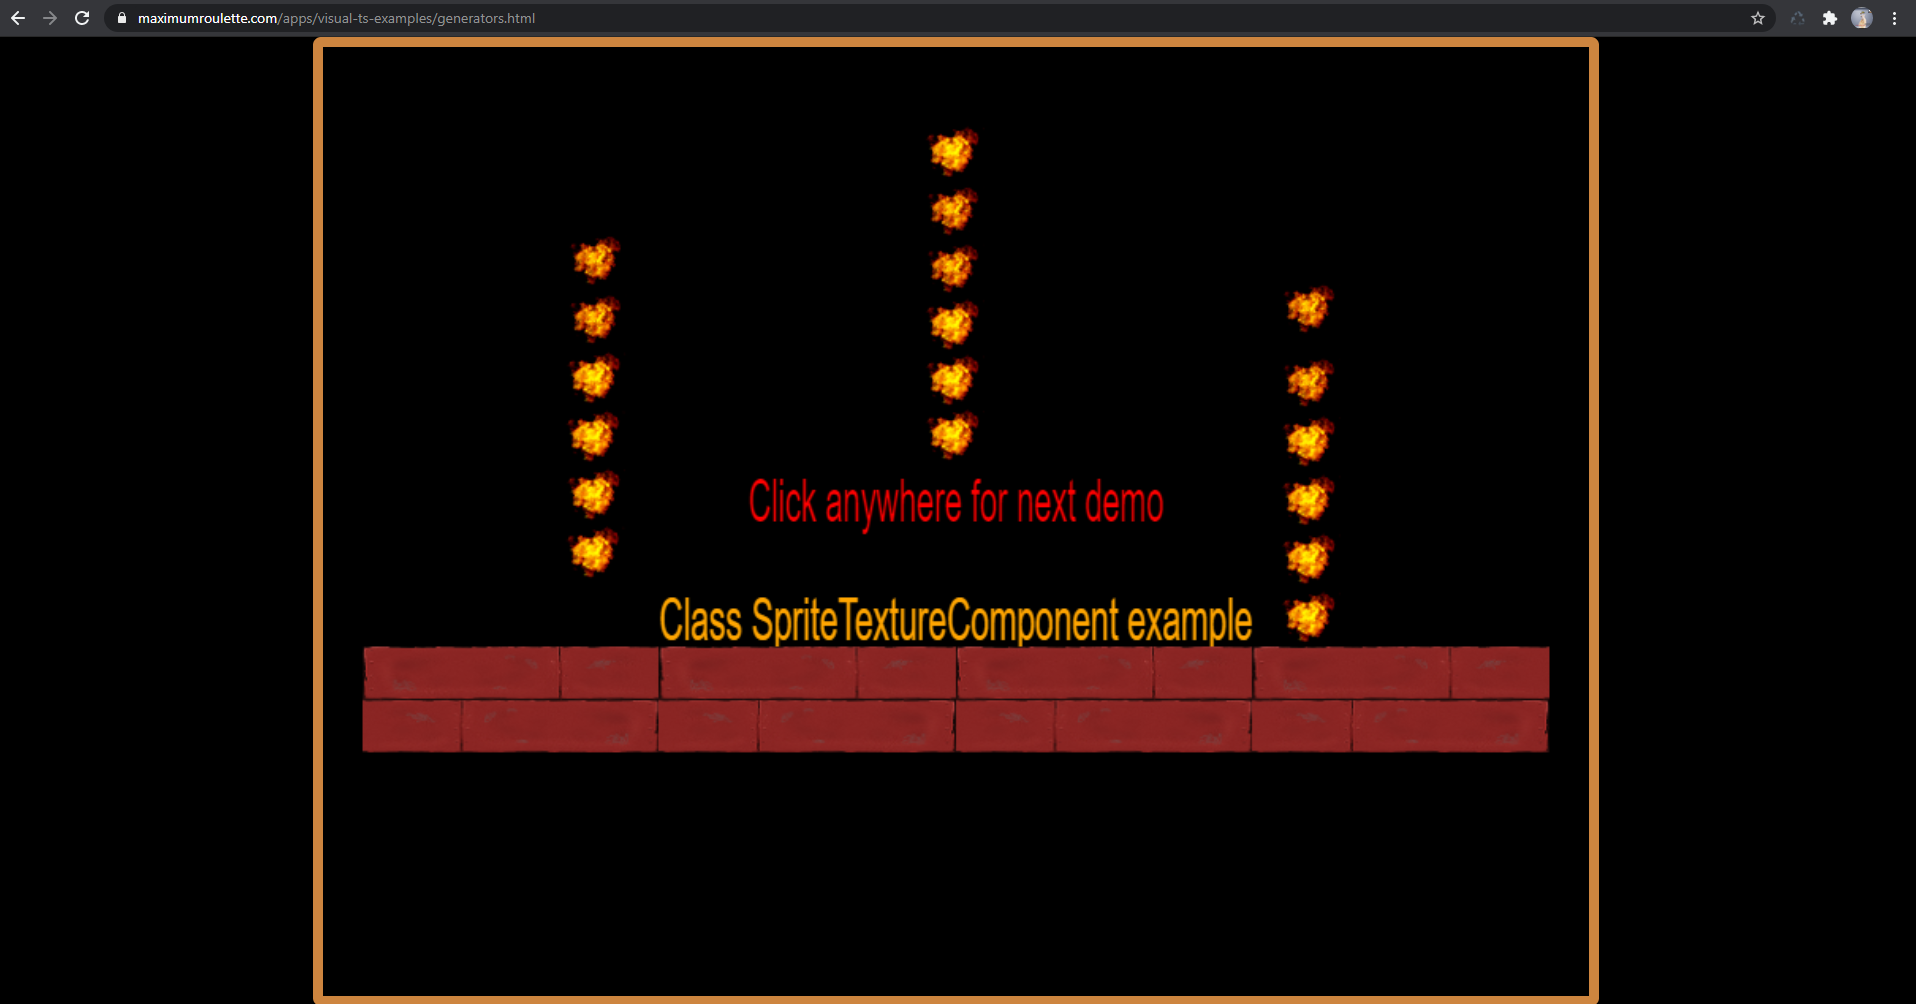 maximumroulette.com/apps/visual-ts-examples/generators.html
Click anywhere for next demo
Class SpriteTextureComponent example